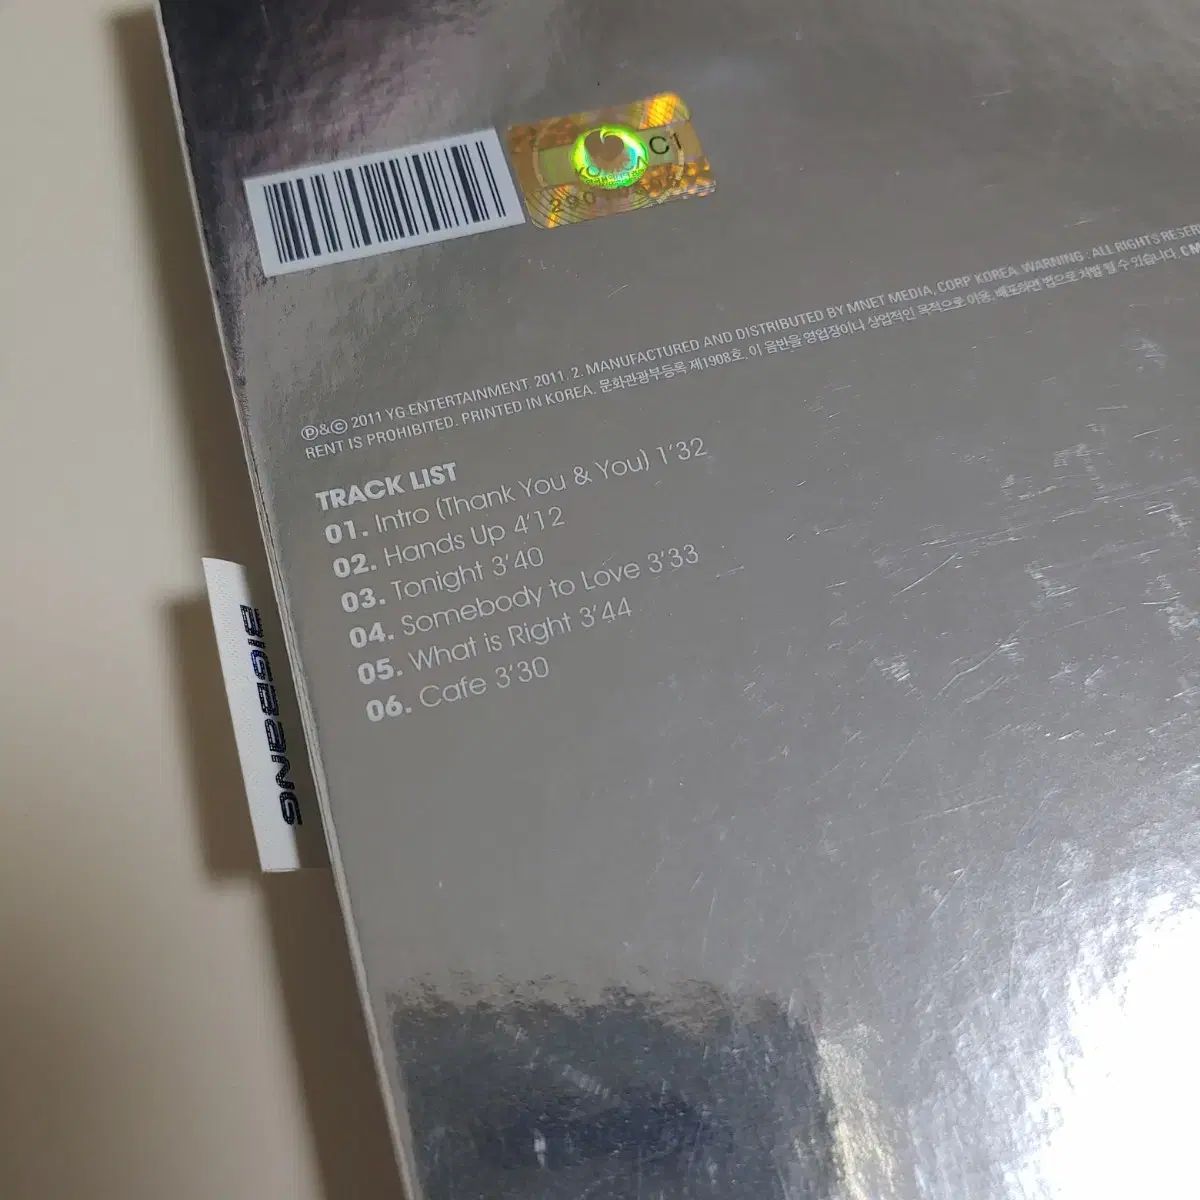 C1
KOREA
Ⓟ&ⓒ 2011 YG ENTERTAINMENT. 2011. 2. MANUFACTURED AND DISTRIBUTED BY MNET MEDIA, CORP KOREA. WARNING : ALL RIGHTS RESER
RENT IS PROHIBITED. PRINTED IN KOREA. 문화관광부등록 제1908호. 이 음반을 영업장이나 상업적인 목적으로 이용, 배포하면 법으로 처벌 될 수 있습니다.
TRACK LIST
01. Intro (Thank You & You) 1'32
02. Hands Up 4'12
03. Tonight 3'40
04. Somebody to Love 3'33
05. What is Right 3'44
06. Cafe 3'30
BIGBANG